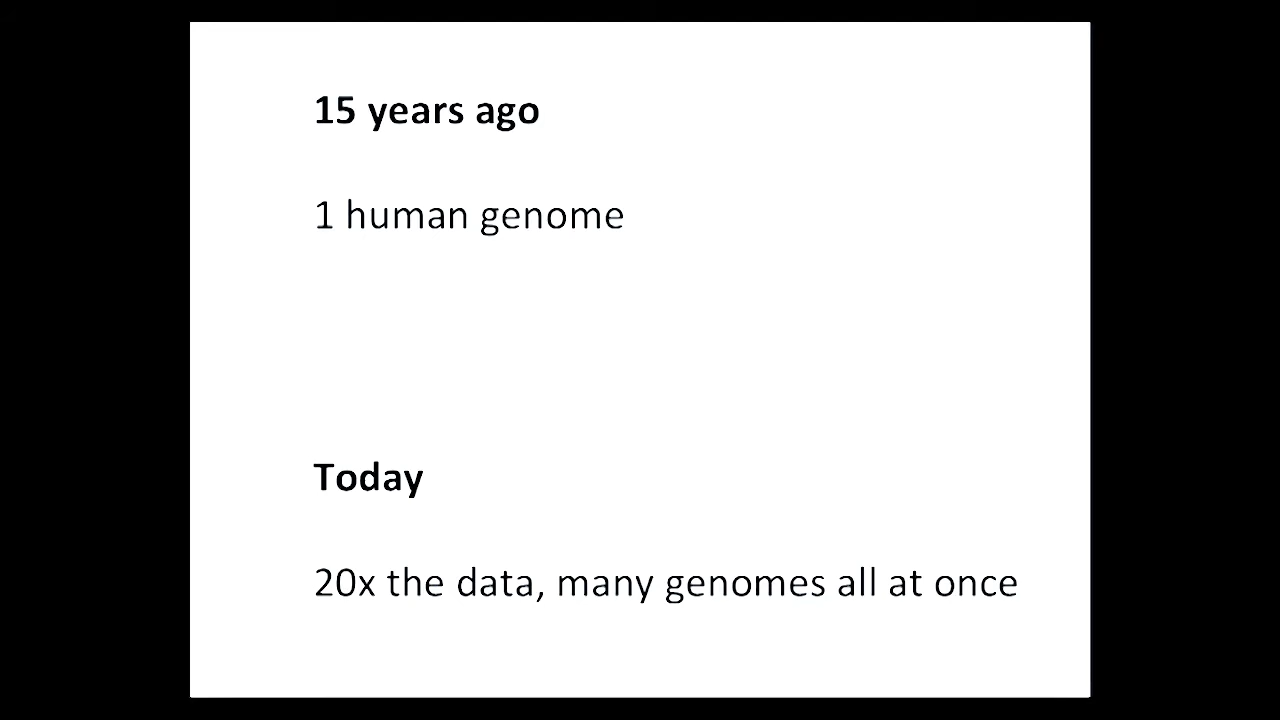 15 years ago
1 human genome
Today
20x the data, many genomes all at once